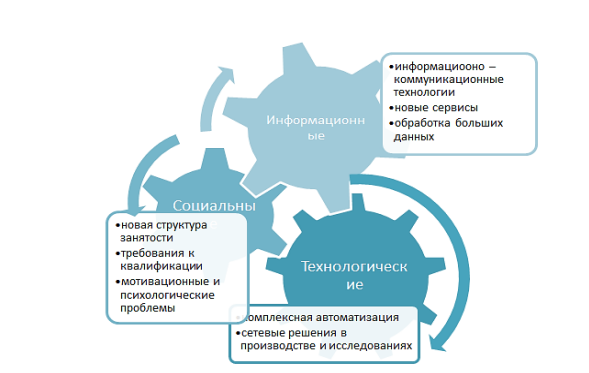 Информационн
ые
•информациооно –
коммуникационные
технологии
•новые сервисы
•обработка больших
данных
Социальны
•новая структура
занятости
•требования к
квалификации
•мотивационные и
психологические
проблемы
Технологическ
ие
•комплексная автоматизация
•сетевые решения в
производстве и исследованиях